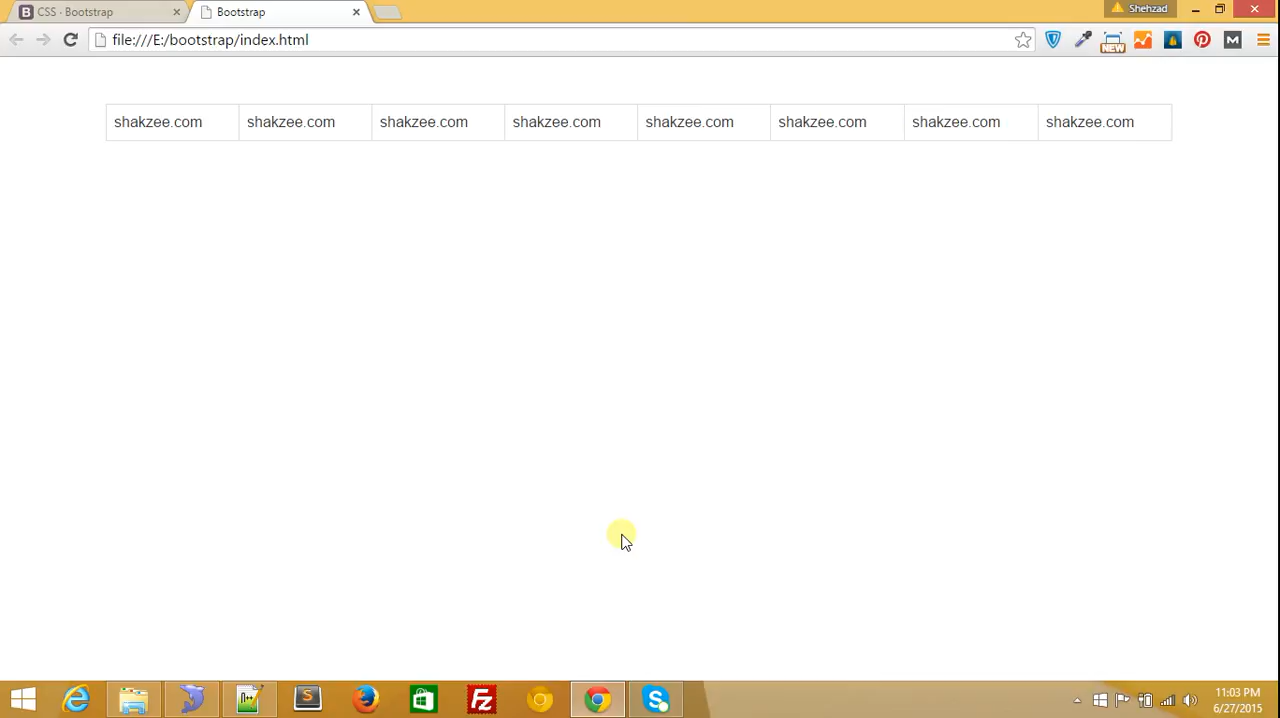 CSS · Bootstrap
Bootstrap
Shehzad
file:///E:/bootstrap/index.html
NEW
M
shakzee.com shakzee.com shakzee.com shakzee.com shakzee.com shakzee.com shakzee.com shakzee.com
11:03 PM
6/27/2015